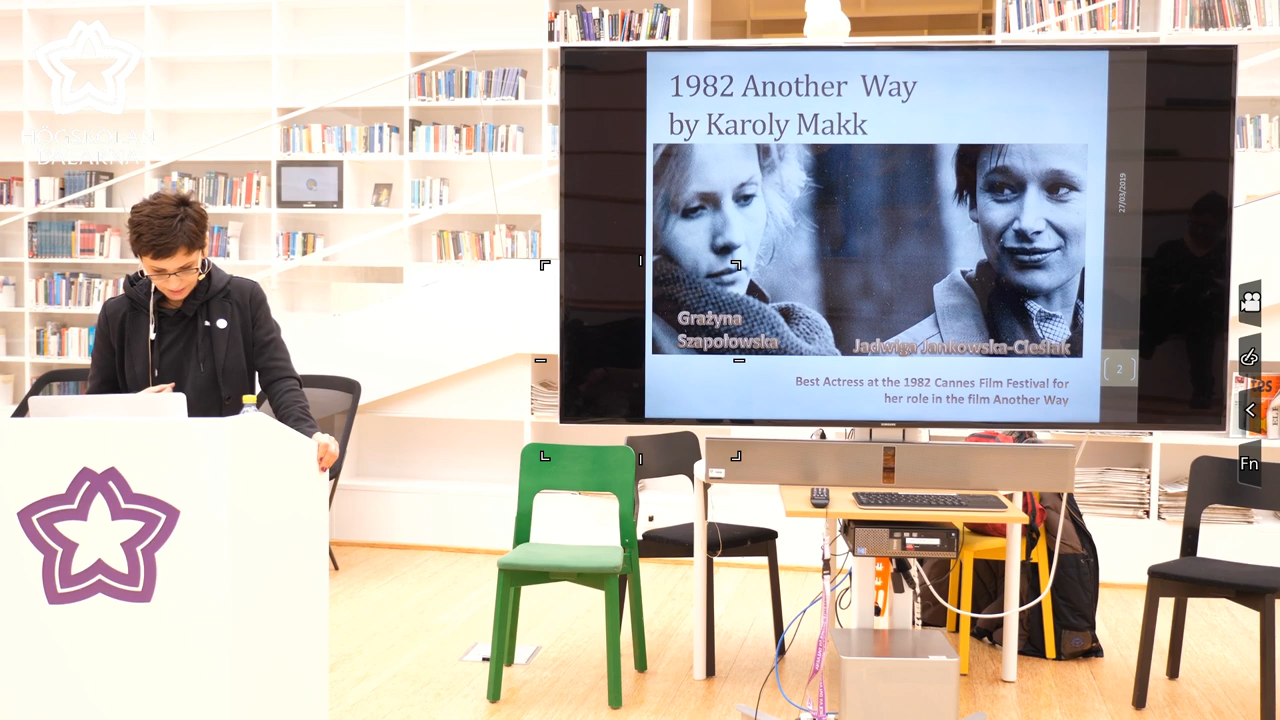 HÖGSKOLAN
DALARNA
1982 Another Way
by Karoly Makk
27/03/2019
Grażyna
Szapołowska
Jadwiga Jankowska-Cieślak
2
Best Actress at the 1982 Cannes Film Festival for
her role in the film Another Way
SAMSUNG
Fn